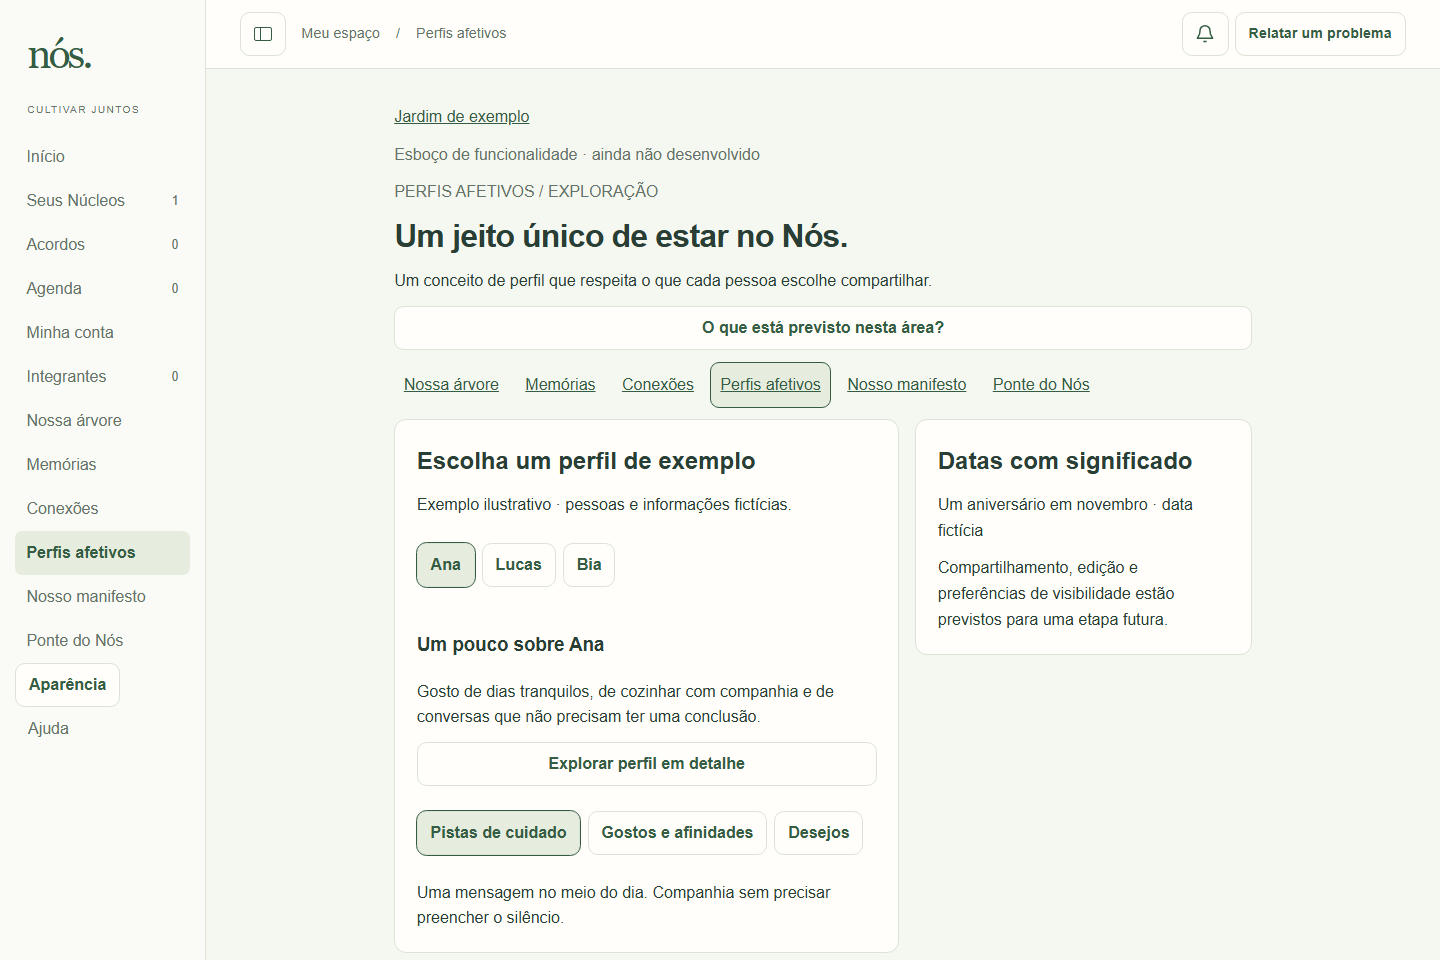 nós.
CULTIVAR JUNTOS
Início
Seus Núcleos 1
Acordos 0
Agenda 0
Minha conta
Integrantes 0
Nossa árvore
Memórias
Conexões
Perfis afetivos
Nosso manifesto
Ponte do Nós
Aparência
Ajuda
Meu espaço / Perfis afetivos
Relatar um problema
Jardim de exemplo
Esboço de funcionalidade · ainda não desenvolvido
PERFIS AFETIVOS / EXPLORAÇÃO
Um jeito único de estar no Nós.
Um conceito de perfil que respeita o que cada pessoa escolhe compartilhar.
O que está previsto nesta área?
Nossa árvore Memórias Conexões Perfis afetivos Nosso manifesto Ponte do Nós
Escolha um perfil de exemplo
Exemplo ilustrativo · pessoas e informações fictícias.
Ana Lucas Bia
Um pouco sobre Ana
Gosto de dias tranquilos, de cozinhar com companhia e de
conversas que não precisam ter uma conclusão.
Explorar perfil em detalhe
Pistas de cuidado Gostos e afinidades Desejos
Uma mensagem no meio do dia. Companhia sem precisar
preencher o silêncio.
Datas com significado
Um aniversário em novembro · data
fictícia
Compartilhamento, edição e
preferências de visibilidade estão
previstos para uma etapa futura.